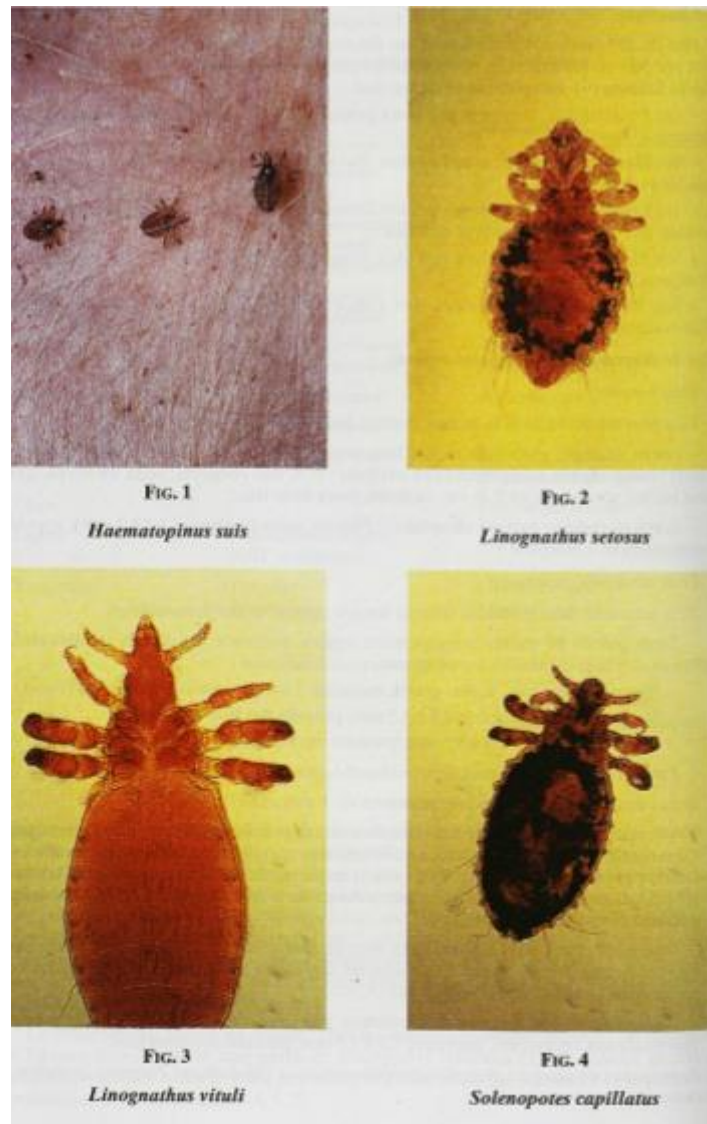 FIG. 1
Haematopinus suis
FIG. 2
Linognathus setosus
FIG. 3
Linognathus vituli
FIG. 4
Solenopotes capillatus